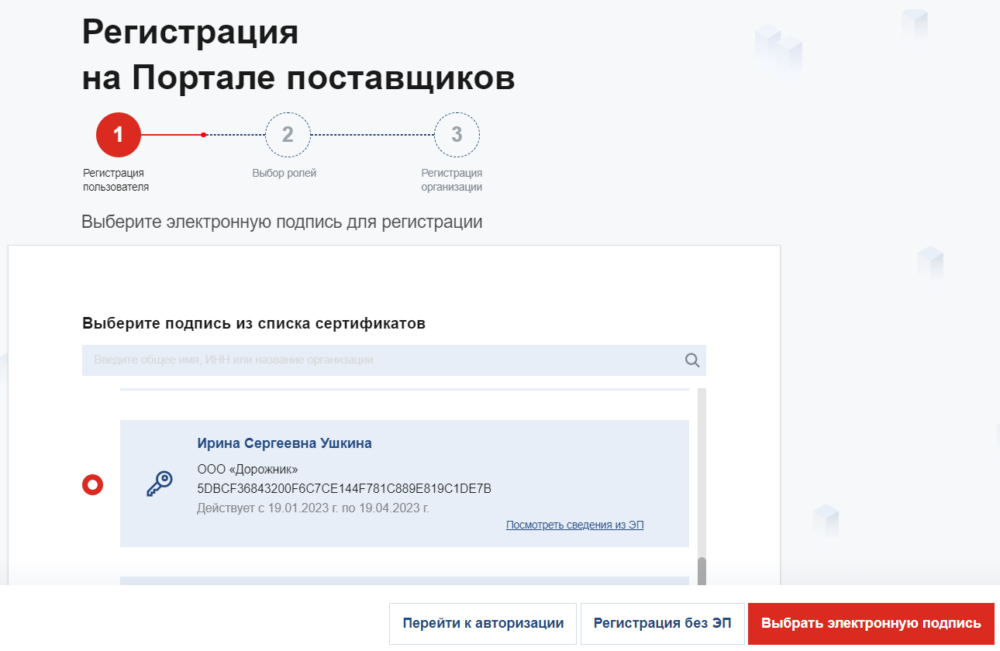 Регистрация
на Портале поставщиков
1
2
3
Регистрация
пользователя
Выбор ролей
Регистрация
организации
Выберите электронную подпись для регистрации
Выберите подпись из списка сертификатов
Введите общее имя, ИНН или название организации
Ирина Сергеевна Ушкина
ООО «Дорожник»
5DBCF36843200F6C7CE144F781C889E819C1DE7B
Действует с 19.01.2023 г. по 19.04.2023 г.
Посмотреть сведения из ЭП
Перейти к авторизации
Регистрация без ЭП
Выбрать электронную подпись